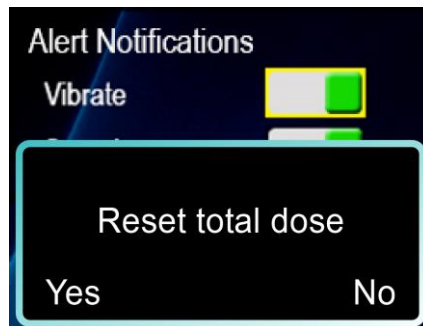 Alert Notifications
Vibrate
Reset total dose
Yes
No